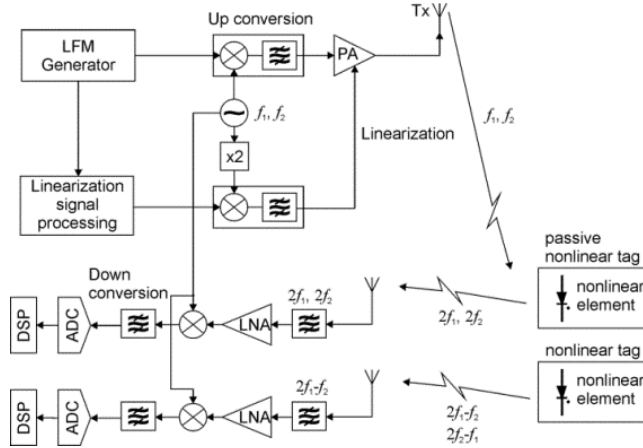 Up conversion
Tx
LFM
Generator
PA
f₁, f₂
f₁, f₂
Linearization
x2
Linearization
signal
processing
passive
nonlinear tag
nonlinear
element
Down
conversion
2f₁, 2f₂
2f₁, 2f₂
DSP
ADC
LNA
nonlinear tag
nonlinear
element
2f₁-f₂
2f₁-f₂
2f₂-f₁
DSP
ADC
LNA